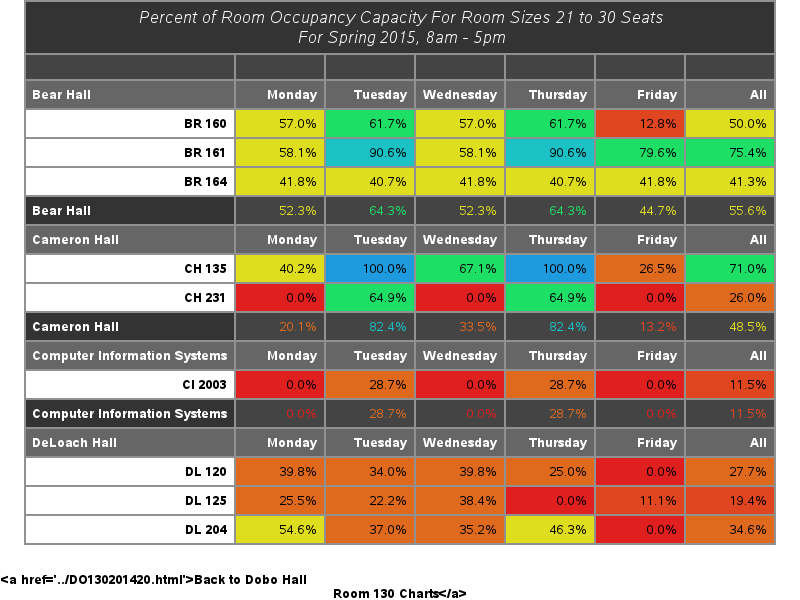 Percent of Room Occupancy Capacity For Room Sizes 21 to 30 Seats
For Spring 2015, 8am - 5pm
Bear Hall Monday Tuesday Wednesday Thursday Friday All
BR 160 57.0% 61.7% 57.0% 61.7% 12.8% 50.0%
BR 161 58.1% 90.6% 58.1% 90.6% 79.6% 75.4%
BR 164 41.8% 40.7% 41.8% 40.7% 41.8% 41.3%
Bear Hall 52.3% 64.3% 52.3% 64.3% 44.7% 55.6%
Cameron Hall Monday Tuesday Wednesday Thursday Friday All
CH 135 40.2% 100.0% 67.1% 100.0% 26.5% 71.0%
CH 231 0.0% 64.9% 0.0% 64.9% 0.0% 26.0%
Cameron Hall 20.1% 82.4% 33.5% 82.4% 13.2% 48.5%
Computer Information Systems Monday Tuesday Wednesday Thursday Friday All
CI 2003 0.0% 28.7% 0.0% 28.7% 0.0% 11.5%
Computer Information Systems 0.0% 28.7% 0.0% 28.7% 0.0% 11.5%
DeLoach Hall Monday Tuesday Wednesday Thursday Friday All
DL 120 39.8% 34.0% 39.8% 25.0% 0.0% 27.7%
DL 125 25.5% 22.2% 38.4% 0.0% 11.1% 19.4%
DL 204 54.6% 37.0% 35.2% 46.3% 0.0% 34.6%
<a href='../DO130201420.html'>Back to Dobo Hall
Room 130 Charts</a>